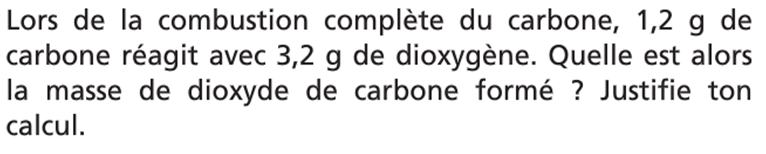 Lors de la combustion complète du carbone, 1,2 g de
carbone réagit avec 3,2 g de dioxygène. Quelle est alors
la masse de dioxyde de carbone formé ? Justifie ton
calcul.